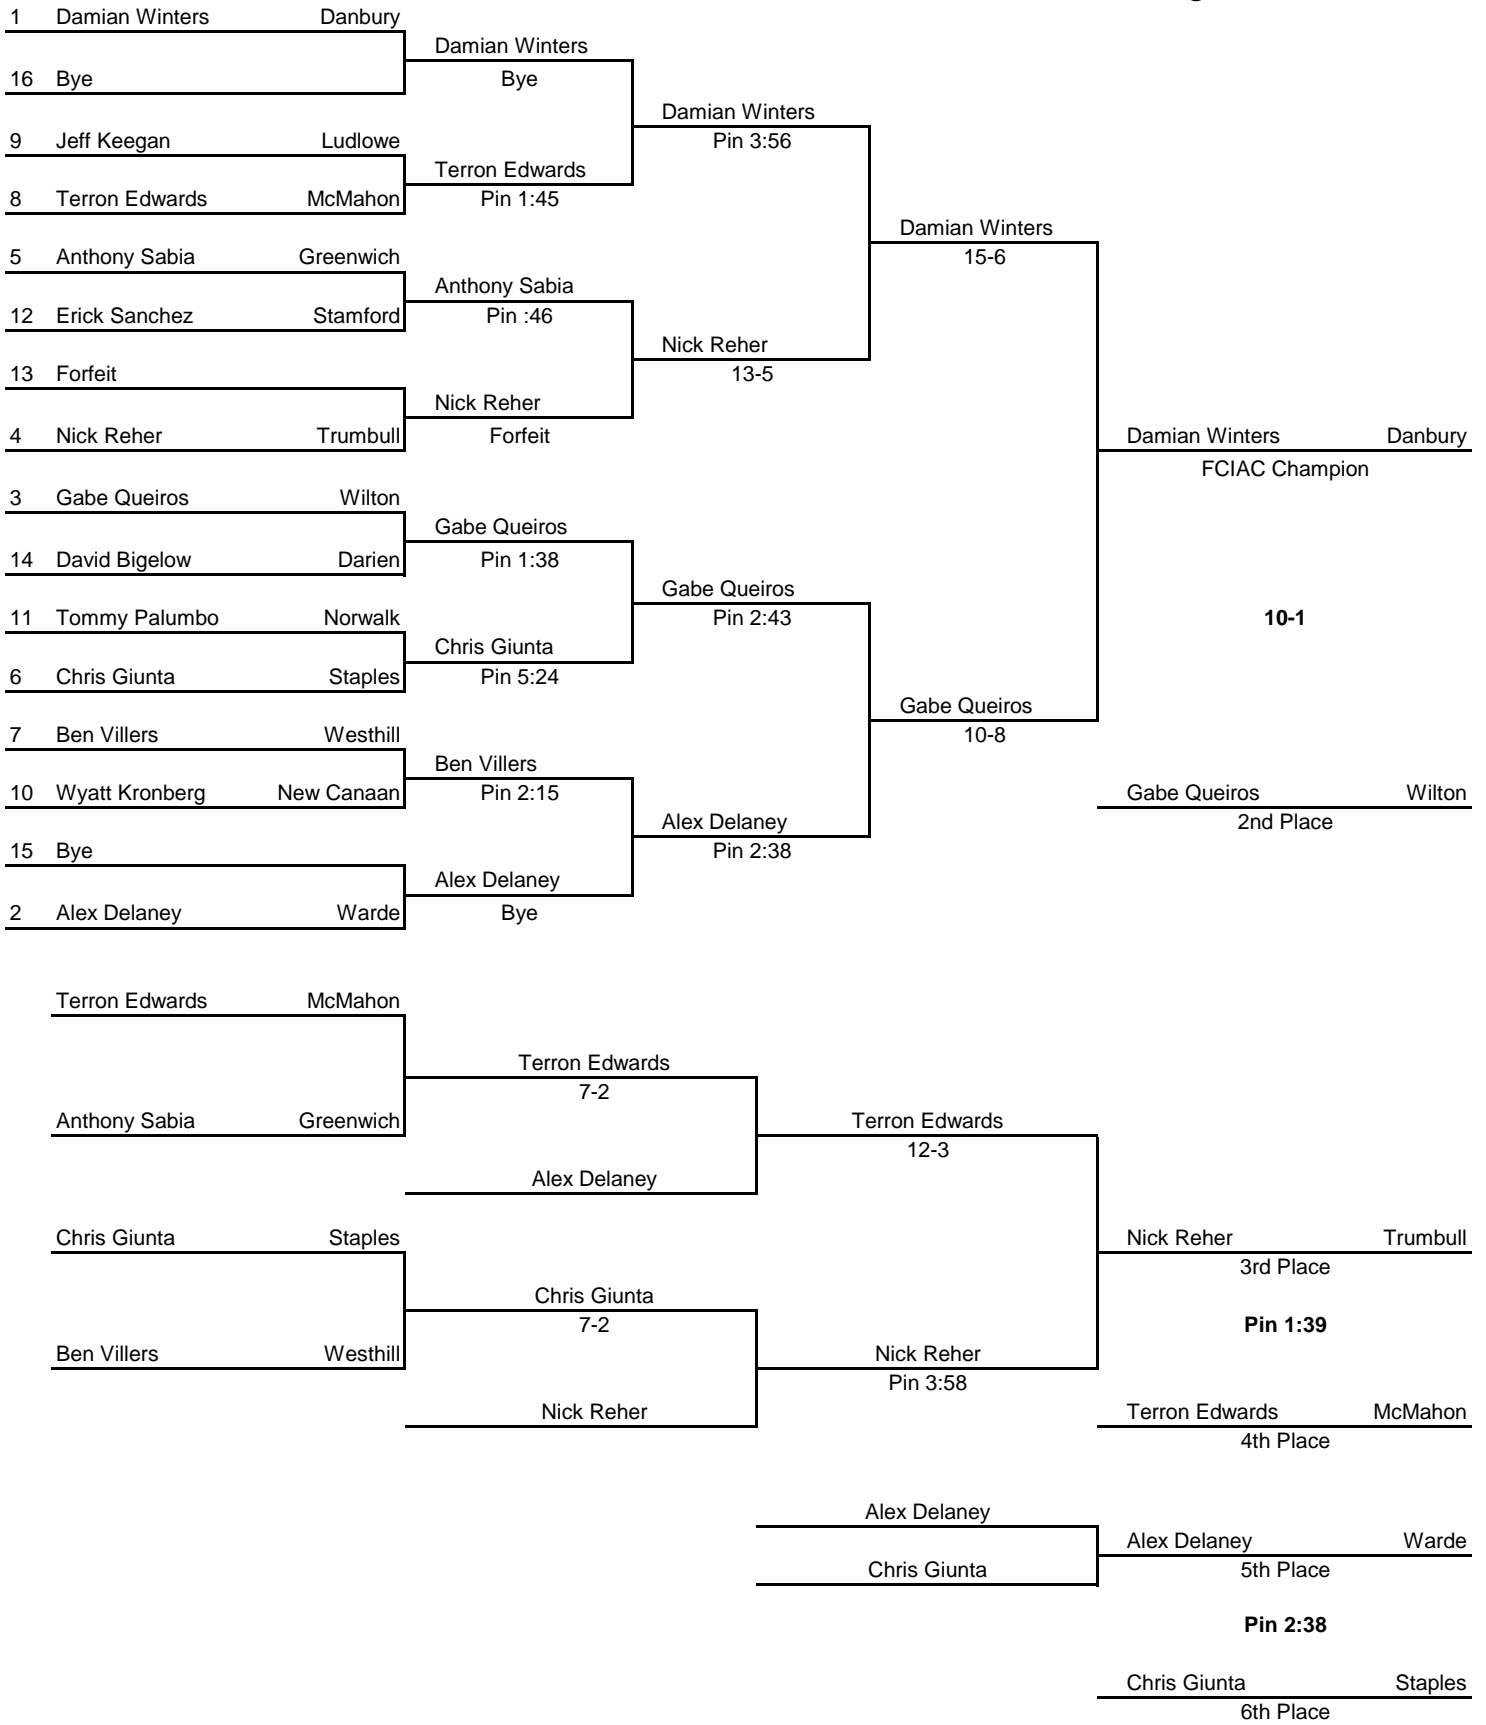 1 Damian Winters Danbury
Damian Winters
16 Bye Bye
Damian Winters
9 Jeff Keegan Ludlowe Pin 3:56
Terron Edwards
8 Terron Edwards McMahon Pin 1:45
Damian Winters
5 Anthony Sabia Greenwich 15-6
Anthony Sabia
12 Erick Sanchez Stamford Pin :46
Nick Reher
13 Forfeit 13-5
Nick Reher
4 Nick Reher Trumbull Forfeit Damian Winters Danbury
FCIAC Champion
3 Gabe Queiros Wilton
Gabe Queiros
14 David Bigelow Darien Pin 1:38
Gabe Queiros
11 Tommy Palumbo Norwalk Pin 2:43 10-1
Chris Giunta
6 Chris Giunta Staples Pin 5:24
Gabe Queiros
7 Ben Villers Westhill 10-8
Ben Villers
10 Wyatt Kronberg New Canaan Pin 2:15 Gabe Queiros Wilton
Alex Delaney 2nd Place
15 Bye Pin 2:38
Alex Delaney
2 Alex Delaney Warde Bye
Terron Edwards McMahon
Terron Edwards
7-2
Anthony Sabia Greenwich Terron Edwards
12-3
Alex Delaney
Chris Giunta Staples Nick Reher Trumbull
3rd Place
Chris Giunta
7-2 Pin 1:39
Ben Villers Westhill Nick Reher
Pin 3:58
Nick Reher Terron Edwards McMahon
4th Place
Alex Delaney
Alex Delaney Warde
Chris Giunta 5th Place
Pin 2:38
Chris Giunta Staples
6th Place